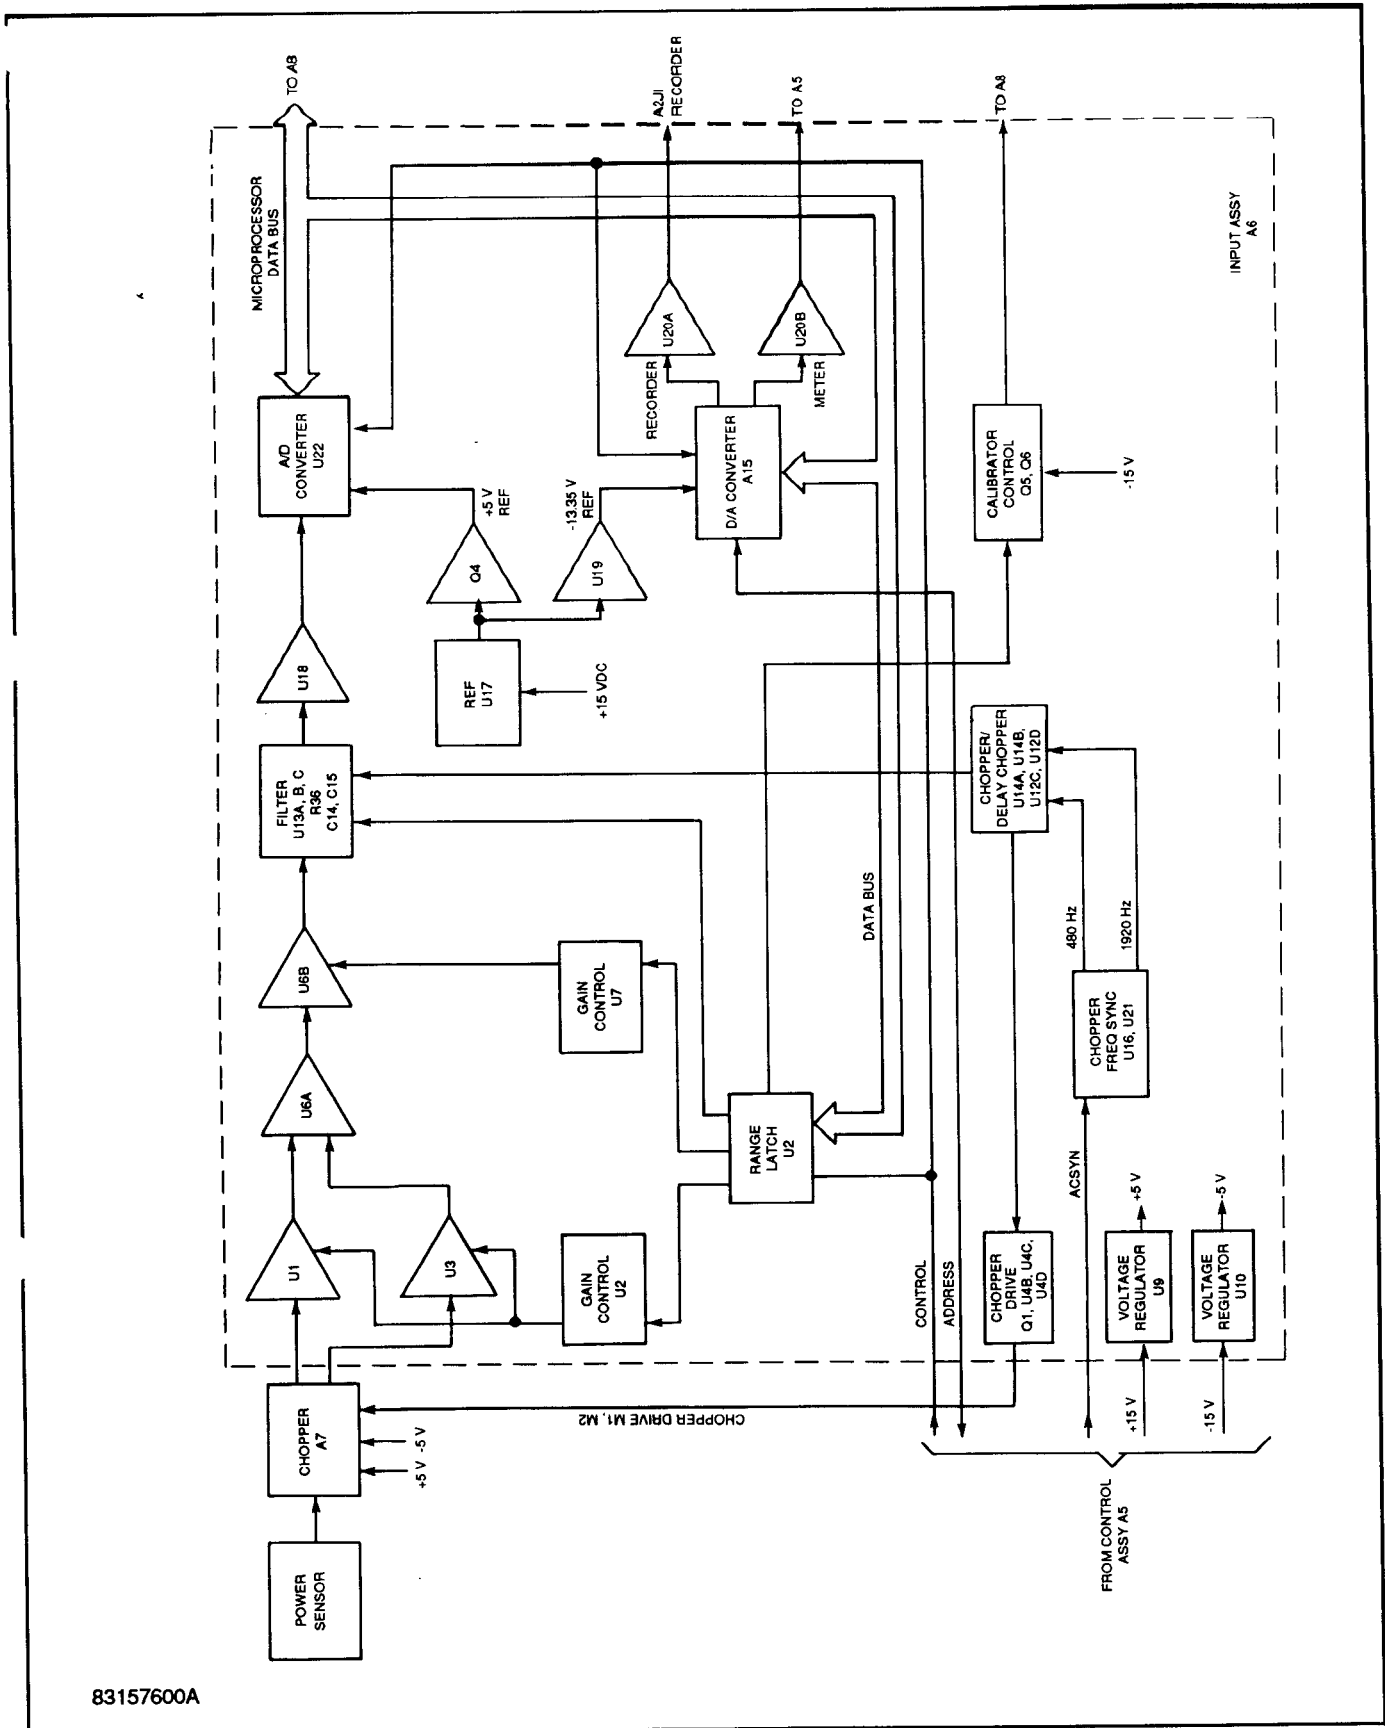 POWER
SENSOR
CHOPPER
A7
+5 V
-5 V
CHOPPER DRIVE M1, M2
U1
U3
GAIN
CONTROL
U2
U6A
U6B
GAIN
CONTROL
U7
RANGE
LATCH
U2
FILTER
U13A, B, C
R36
C14, C15
U18
REF
U17
+15 VDC
Q4
+5 V
REF
U19
-13.35 V
REF
A/D
CONVERTER
U22
MICROPROCESSOR
DATA BUS
TO A8
D/A CONVERTER
A15
RECORDER
METER
U20A
U20B
A2J1
RECORDER
TO A5
DATA BUS
CONTROL
ADDRESS
CALIBRATOR
CONTROL
Q5, Q6
-15 V
TO A8
CHOPPER
DRIVE
Q1, U4B, U4C,
U4D
CHOPPER/
DELAY CHOPPER
U14A, U14B,
U12C, U12D
480 Hz
1920 Hz
CHOPPER
FREQ SYNC
U16, U21
ACSYN
+15 V
VOLTAGE
REGULATOR
U9
+5 V
-15 V
VOLTAGE
REGULATOR
U10
-5 V
FROM CONTROL
ASSY A5
INPUT ASSY
A6
83157600A